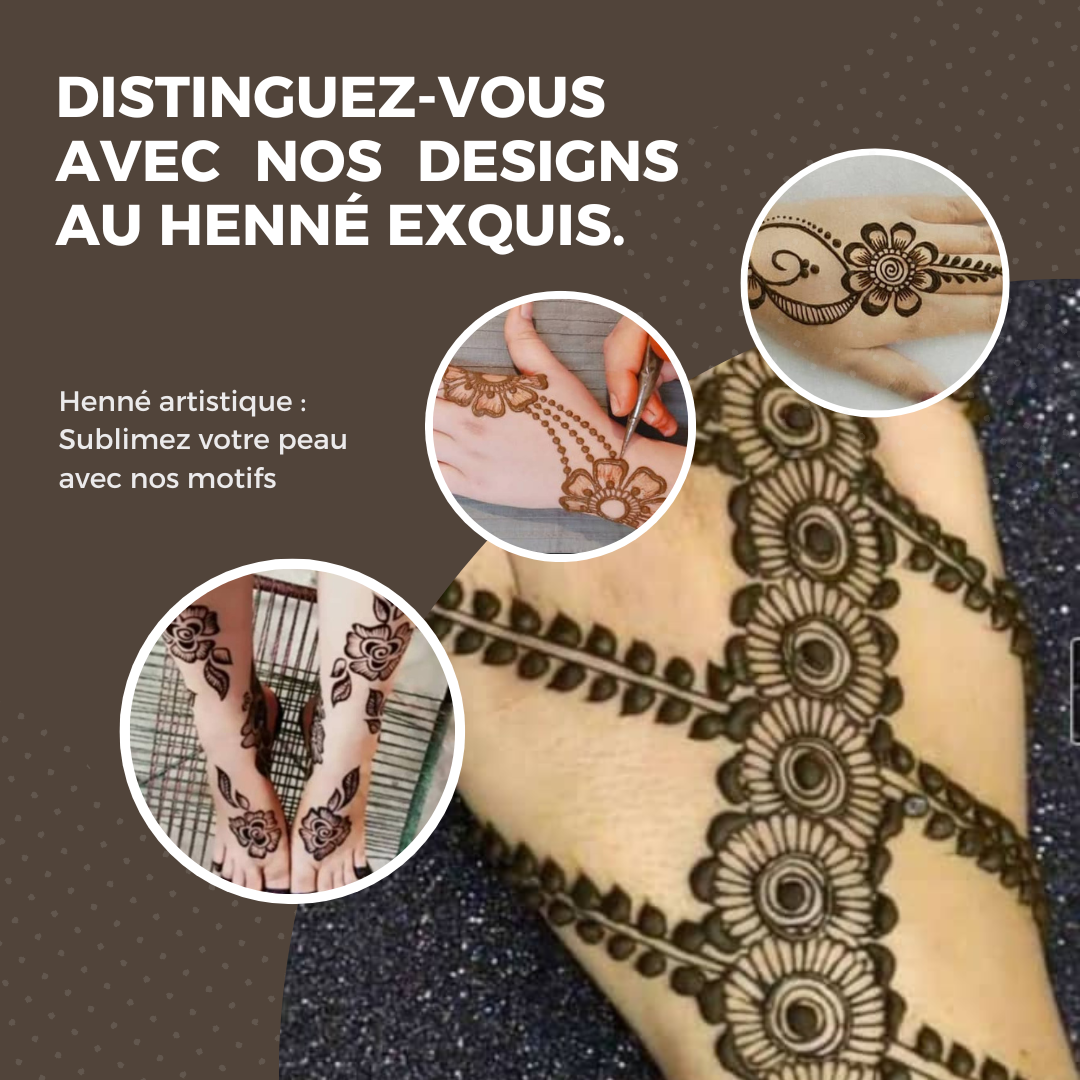 DISTINGUEZ-VOUS
AVEC NOS DESIGNS
AU HENNÉ EXQUIS.
Henné artistique :
Sublimez votre peau
avec nos motifs